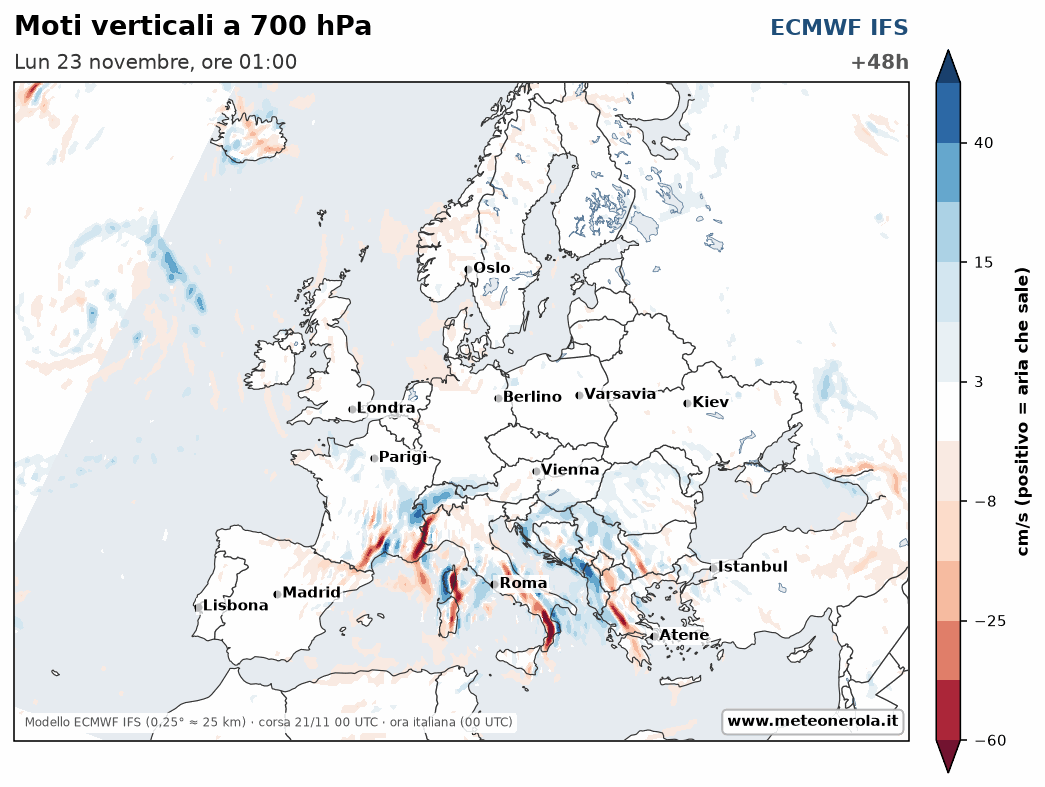 Moti verticali a 700 hPa
ECMWF IFS
Lun 23 novembre, ore 01:00
+48h
40
15
3
−8
−25
−60
cm/s (positivo = aria che sale)
Oslo
Berlino
Varsavia
Kiev
Londra
Parigi
Vienna
Istanbul
Roma
Madrid
Lisbona
Atene
Modello ECMWF IFS (0,25° ≈ 25 km) · corsa 21/11 00 UTC · ora italiana (00 UTC)
www.meteonerola.it